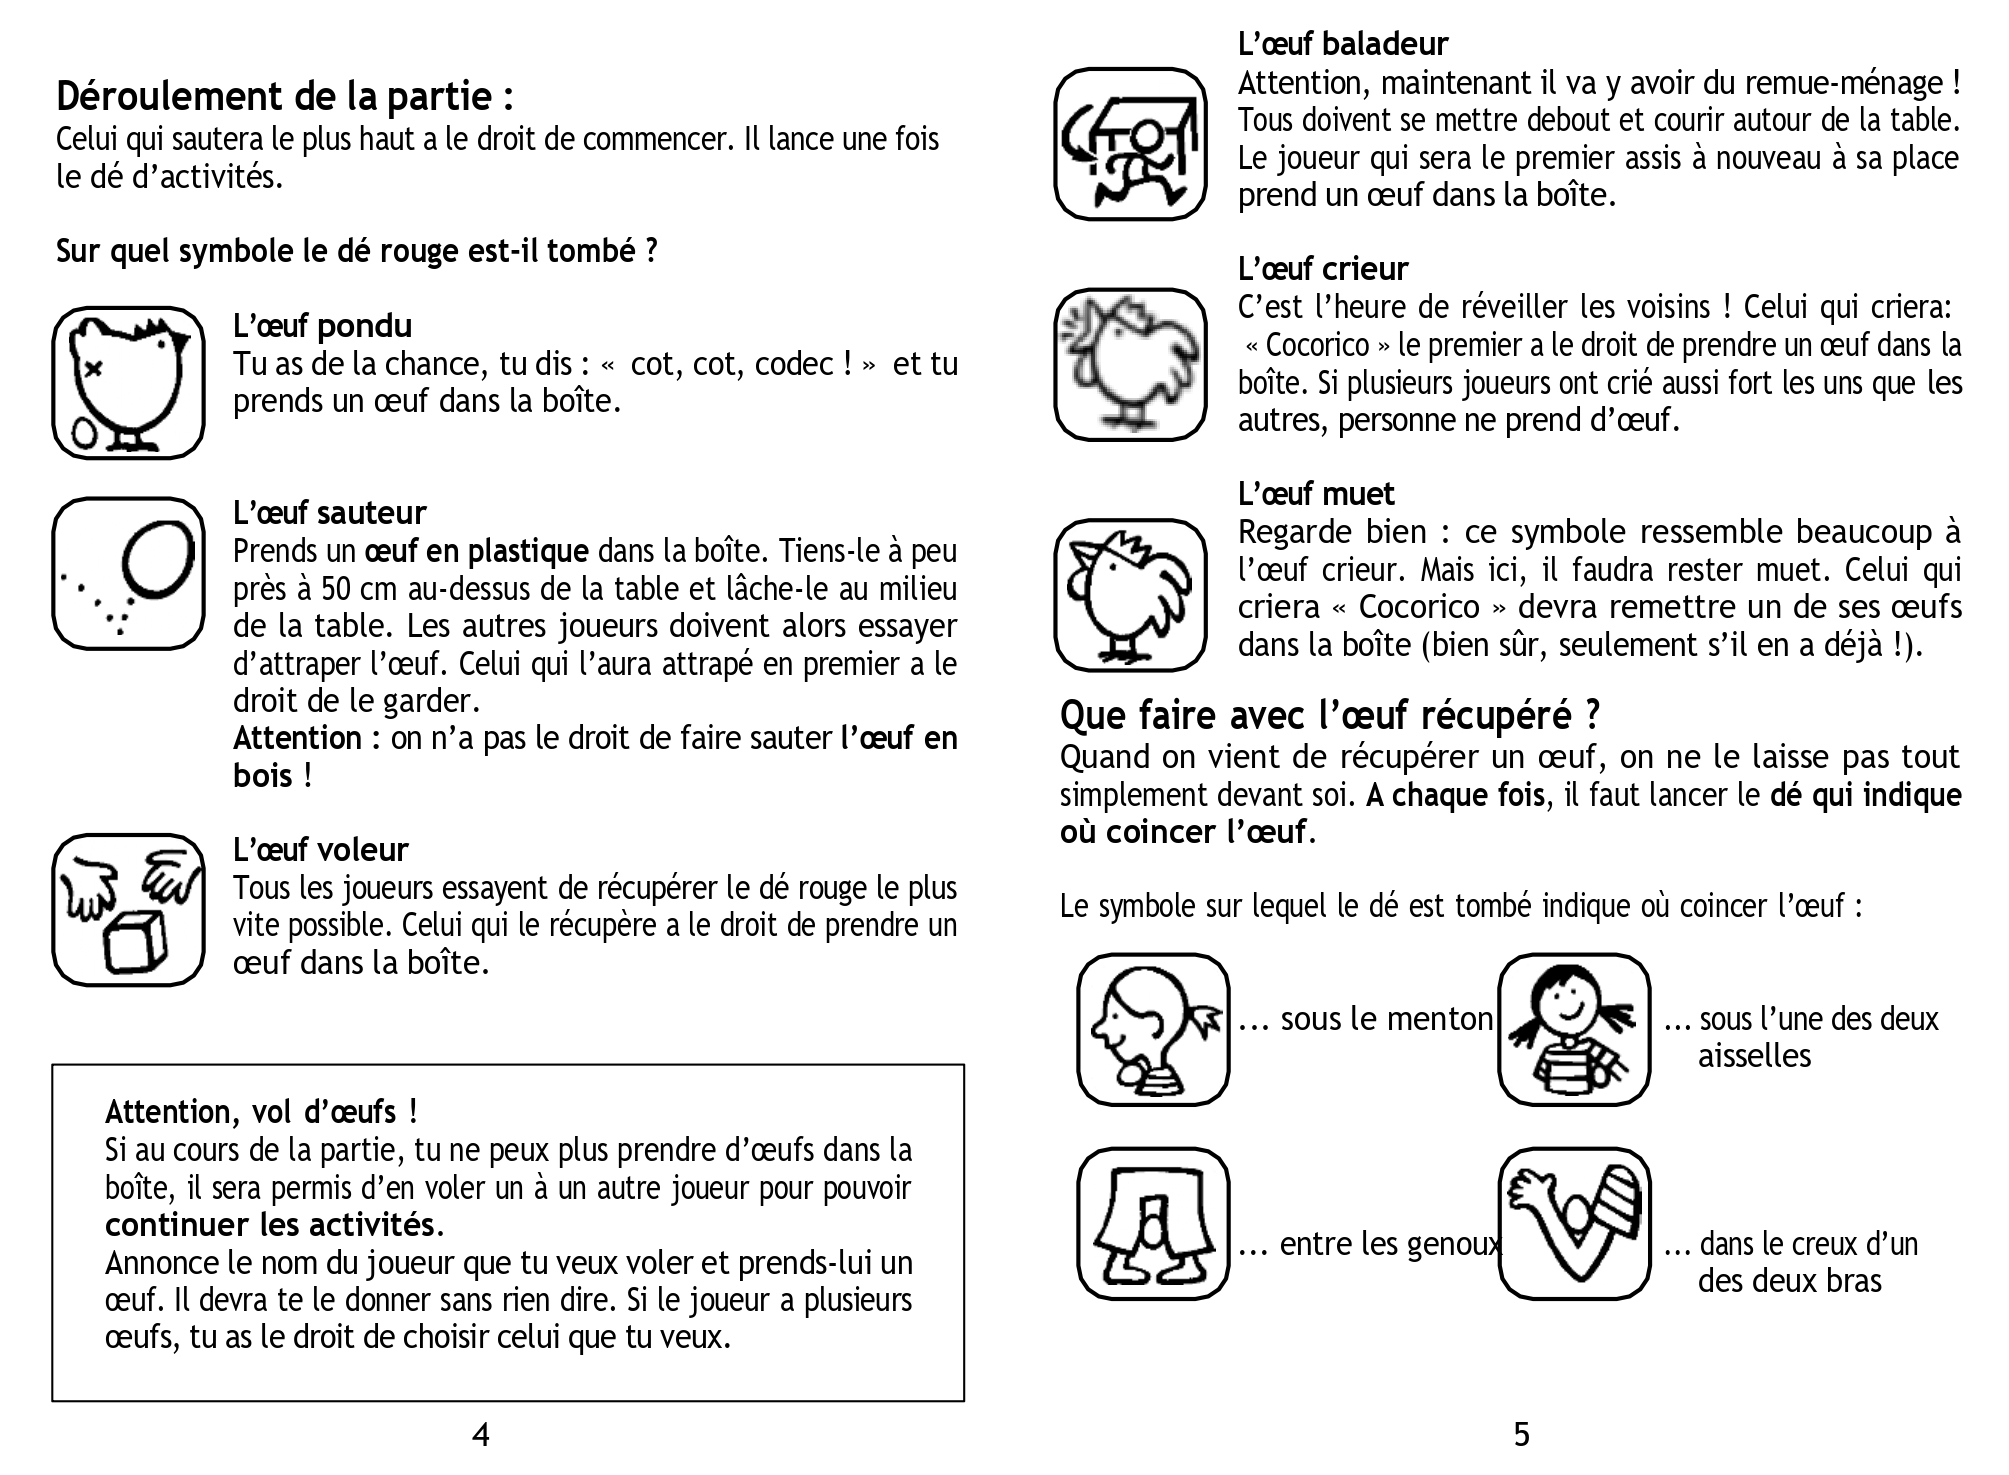 Déroulement de la partie :
Celui qui sautera le plus haut a le droit de commencer. Il lance une fois
le dé d’activités.
Sur quel symbole le dé rouge est-il tombé ?
L’œuf pondu
Tu as de la chance, tu dis : «  cot, cot, codec ! »  et tu
prends un œuf dans la boîte.
L’œuf sauteur
Prends un œuf en plastique dans la boîte. Tiens-le à peu
près à 50 cm au-dessus de la table et lâche-le au milieu
de la table. Les autres joueurs doivent alors essayer
d’attraper l’œuf. Celui qui l’aura attrapé en premier a le
droit de le garder.
Attention : on n’a pas le droit de faire sauter l’œuf en
bois !
L’œuf voleur
Tous les joueurs essayent de récupérer le dé rouge le plus
vite possible. Celui qui le récupère a le droit de prendre un
œuf dans la boîte.
Attention, vol d’œufs !
Si au cours de la partie, tu ne peux plus prendre d’œufs dans la
boîte, il sera permis d’en voler un à un autre joueur pour pouvoir
continuer les activités.
Annonce le nom du joueur que tu veux voler et prends-lui un
œuf. Il devra te le donner sans rien dire. Si le joueur a plusieurs
œufs, tu as le droit de choisir celui que tu veux.
4
L’œuf baladeur
Attention, maintenant il va y avoir du remue-ménage !
Tous doivent se mettre debout et courir autour de la table.
Le joueur qui sera le premier assis à nouveau à sa place
prend un œuf dans la boîte.
L’œuf crieur
C’est l’heure de réveiller les voisins ! Celui qui criera:
« Cocorico » le premier a le droit de prendre un œuf dans la
boîte. Si plusieurs joueurs ont crié aussi fort les uns que les
autres, personne ne prend d’œuf.
L’œuf muet
Regarde bien : ce symbole ressemble beaucoup à
l’œuf crieur. Mais ici, il faudra rester muet. Celui qui
criera « Cocorico » devra remettre un de ses œufs
dans la boîte (bien sûr, seulement s’il en a déjà !).
Que faire avec l’œuf récupéré ?
Quand on vient de récupérer un œuf, on ne le laisse pas tout
simplement devant soi. A chaque fois, il faut lancer le dé qui indique
où coincer l’œuf.
Le symbole sur lequel le dé est tombé indique où coincer l’œuf :
... sous le menton
... sous l’une des deux
aisselles
... entre les genoux
... dans le creux d’un
des deux bras
5